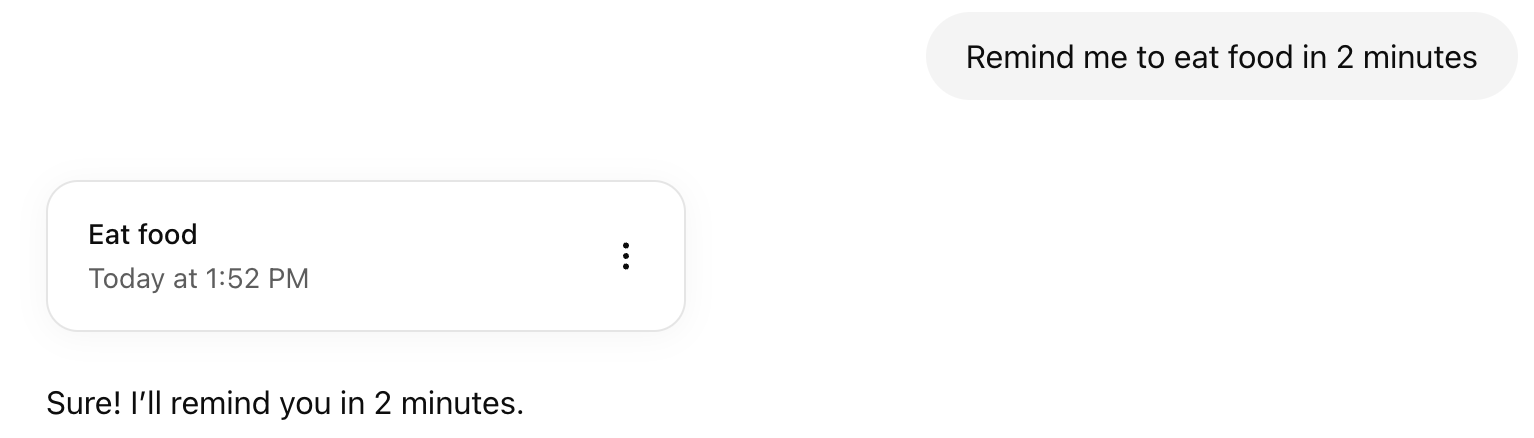 Remind me to eat food in 2 minutes
Eat food
Today at 1:52 PM
Sure! I’ll remind you in 2 minutes.